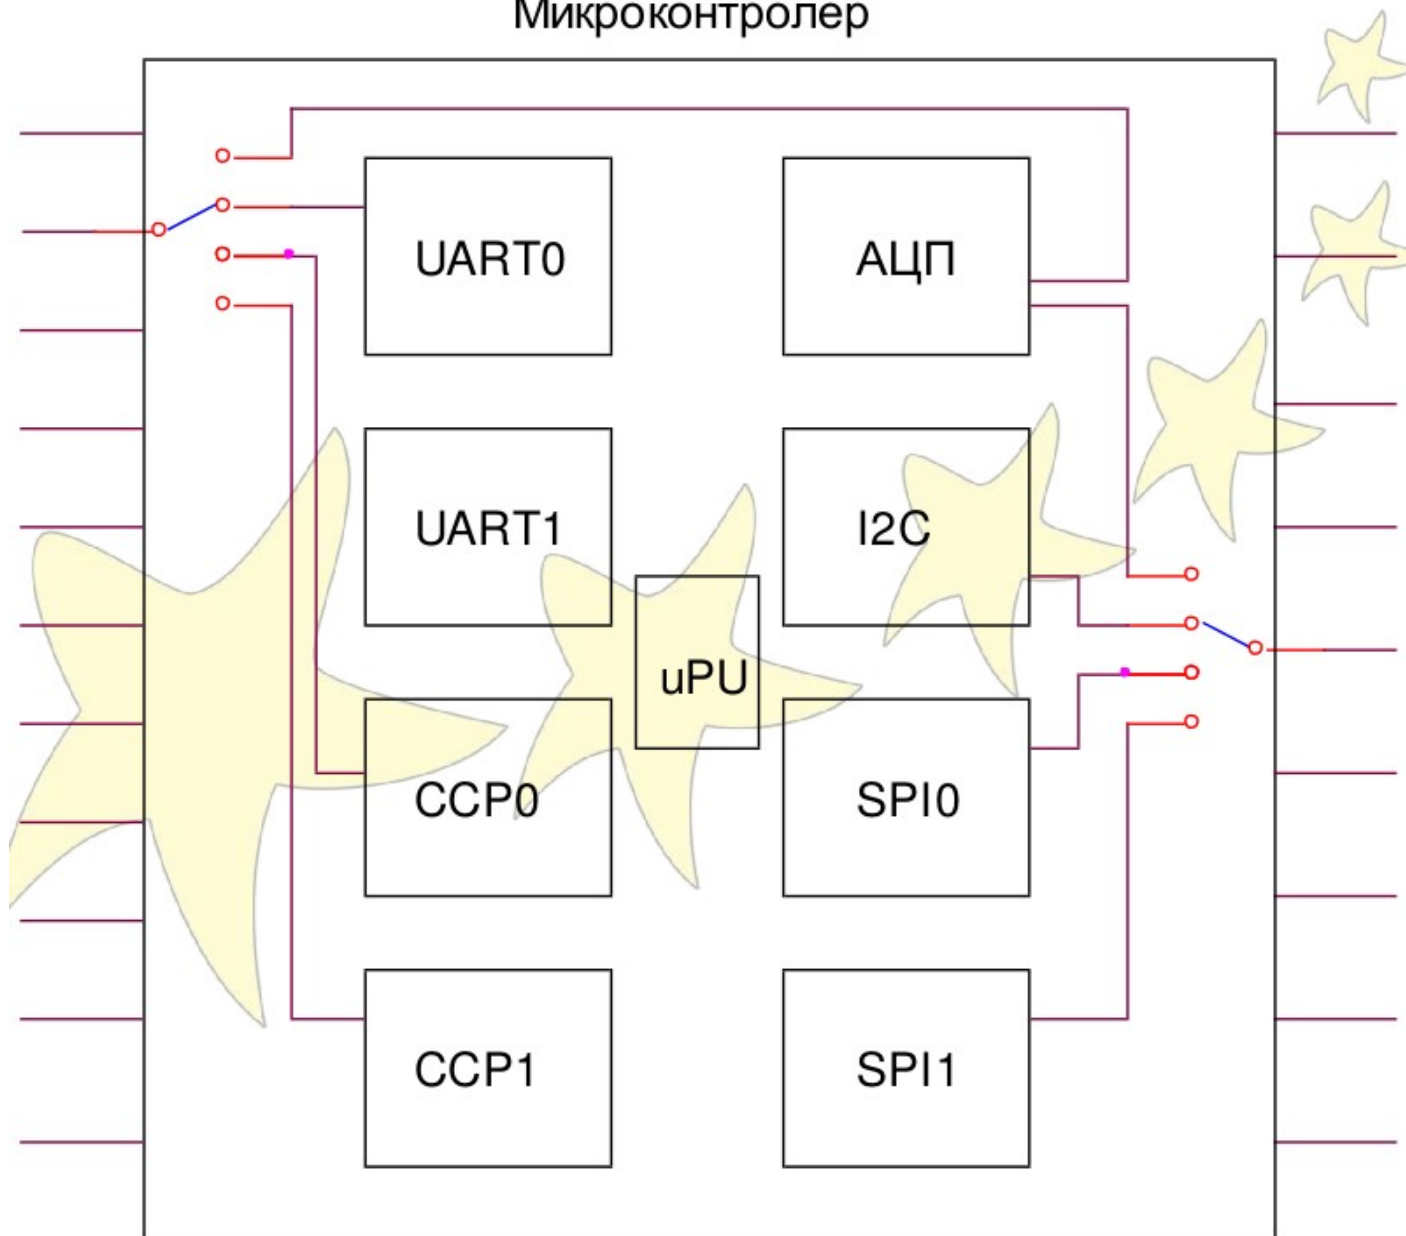 Микроконтролер
UART0
АЦП
UART1
I2C
uPU
CCP0
SPI0
CCP1
SPI1